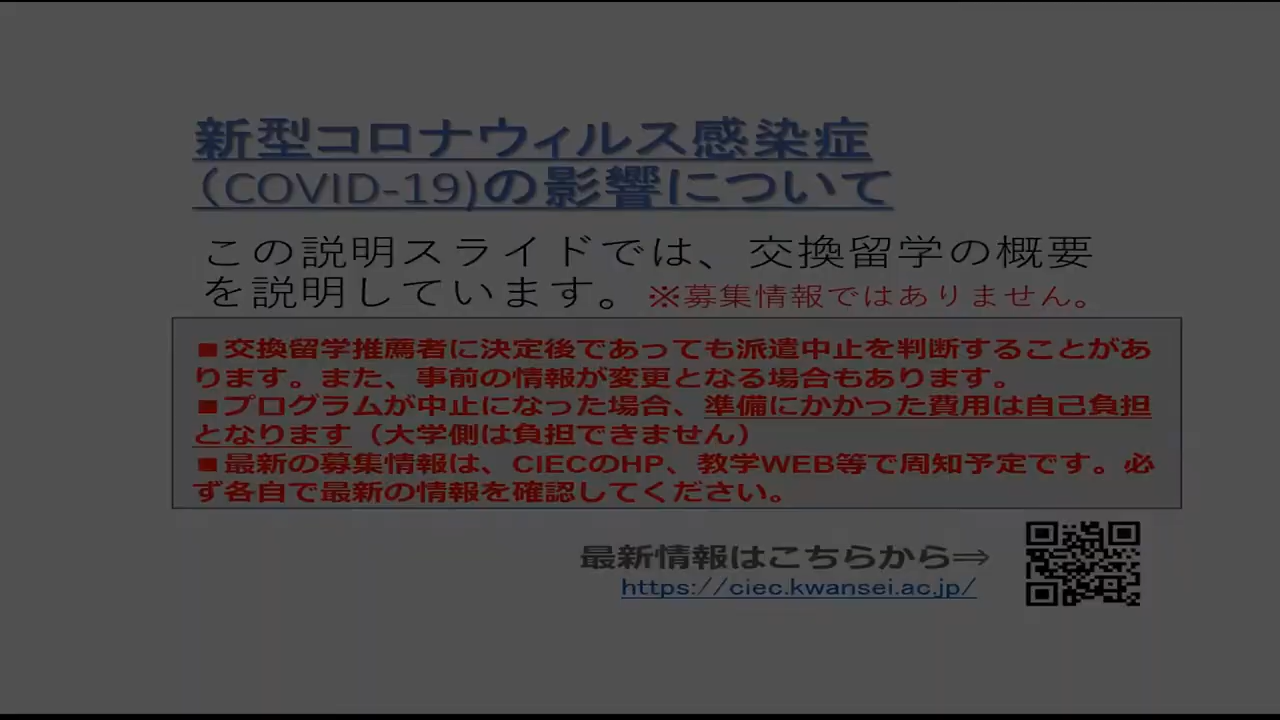 新型コロナウィルス感染症
（COVID-19)の影響について
この説明スライドでは、交換留学の概要
を説明しています。※募集情報ではありません。
■交換留学推薦者に決定後であっても派遣中止を判断することがあ
ります。また、事前の情報が変更となる場合もあります。
■プログラムが中止になった場合、準備にかかった費用は自己負担
となります（大学側は負担できません）
■最新の募集情報は、CIECのHP、教学WEB等で周知予定です。必
ず各自で最新の情報を確認してください。
最新情報はこちらから⇒
https://ciec.kwansei.ac.jp/